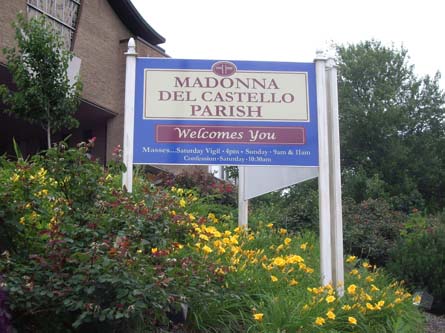 MADONNA
DEL CASTELLO
PARISH
Welcomes You
Masses...Saturday Vigil • 4pm • Sunday • 9am & 11am
Confession • Saturday • 10:30am